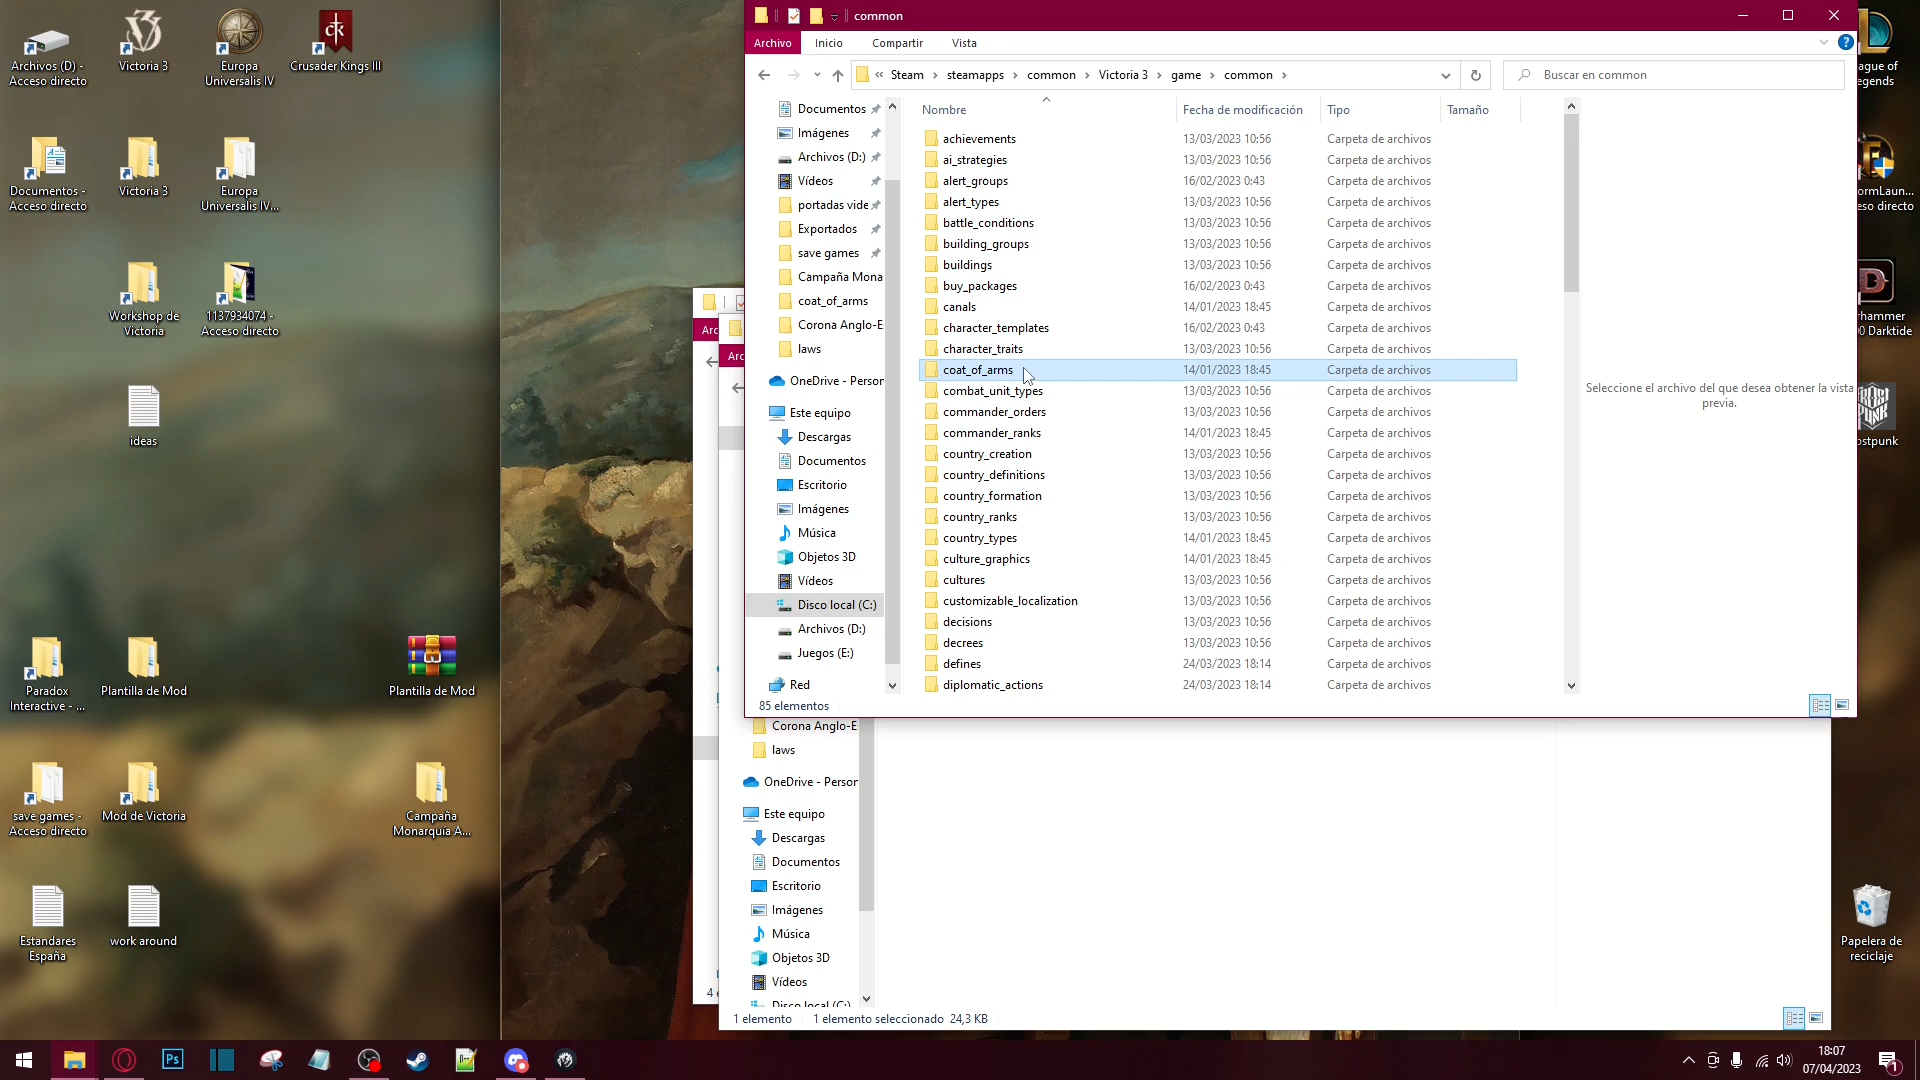 Archivos (D) -
Acceso directo
Victoria 3
Europa
Universalis IV
Crusader Kings III
Documentos -
Acceso directo
Victoria 3
Europa
Universalis IV...
Workshop de
Victoria
1137934074 -
Acceso directo
ideas
Paradox
Interactive - ...
Plantilla de Mod
Plantilla de Mod
save games -
Acceso directo
Mod de Victoria
Campaña
Monarquia A...
Estandares
España
work around
common
Archivo
Inicio
Compartir
Vista
« Steam › steamapps › common › Victoria 3 › game › common ›
Buscar en common
Documentos
Imágenes
Archivos (D:)
Vídeos
portadas vide
Exportados
save games
Campaña Mona
coat_of_arms
Corona Anglo-E
laws
OneDrive - Person
Este equipo
Descargas
Documentos
Escritorio
Imágenes
Música
Objetos 3D
Vídeos
Disco local (C:)
Archivos (D:)
Juegos (E:)
Red
Nombre Fecha de modificación Tipo Tamaño
achievements 13/03/2023 10:56 Carpeta de archivos
ai_strategies 13/03/2023 10:56 Carpeta de archivos
alert_groups 16/02/2023 0:43 Carpeta de archivos
alert_types 13/03/2023 10:56 Carpeta de archivos
battle_conditions 13/03/2023 10:56 Carpeta de archivos
building_groups 13/03/2023 10:56 Carpeta de archivos
buildings 13/03/2023 10:56 Carpeta de archivos
buy_packages 16/02/2023 0:43 Carpeta de archivos
canals 14/01/2023 18:45 Carpeta de archivos
character_templates 16/02/2023 0:43 Carpeta de archivos
character_traits 13/03/2023 10:56 Carpeta de archivos
coat_of_arms 14/01/2023 18:45 Carpeta de archivos
combat_unit_types 13/03/2023 10:56 Carpeta de archivos
commander_orders 13/03/2023 10:56 Carpeta de archivos
commander_ranks 14/01/2023 18:45 Carpeta de archivos
country_creation 13/03/2023 10:56 Carpeta de archivos
country_definitions 13/03/2023 10:56 Carpeta de archivos
country_formation 13/03/2023 10:56 Carpeta de archivos
country_ranks 13/03/2023 10:56 Carpeta de archivos
country_types 14/01/2023 18:45 Carpeta de archivos
culture_graphics 14/01/2023 18:45 Carpeta de archivos
cultures 13/03/2023 10:56 Carpeta de archivos
customizable_localization 13/03/2023 10:56 Carpeta de archivos
decisions 13/03/2023 10:56 Carpeta de archivos
decrees 13/03/2023 10:56 Carpeta de archivos
defines 24/03/2023 18:14 Carpeta de archivos
diplomatic_actions 24/03/2023 18:14 Carpeta de archivos
Seleccione el archivo del que desea obtener la vista
previa.
85 elementos
Arc
Arc
Corona Anglo-E
laws
OneDrive - Person
Este equipo
Descargas
Documentos
Escritorio
Imágenes
Música
Objetos 3D
Vídeos
Disco local (C:)
4 e
1 elemento 1 elemento seleccionado 24,3 KB
ague of
egends
ormLaun...
eso directo
rhammer
00 Darktide
FROST
PUNK
ostpunk
Papelera de
reciclaje
Ps
18:07
07/04/2023
1